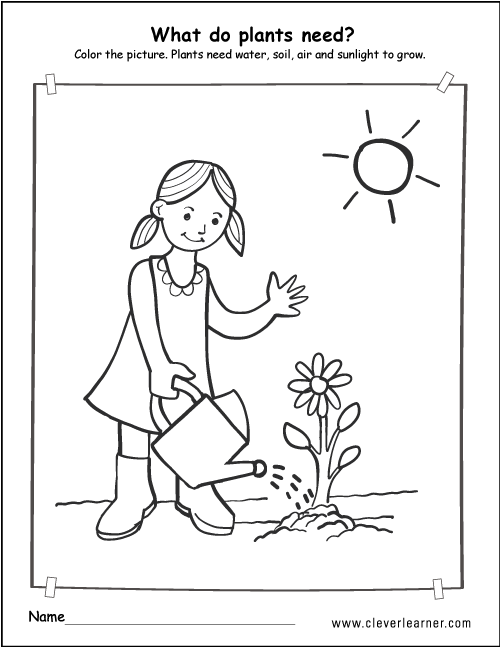 What do plants need?
Color the picture. Plants need water, soil, air and sunlight to grow.
Name
www.cleverlearner.com